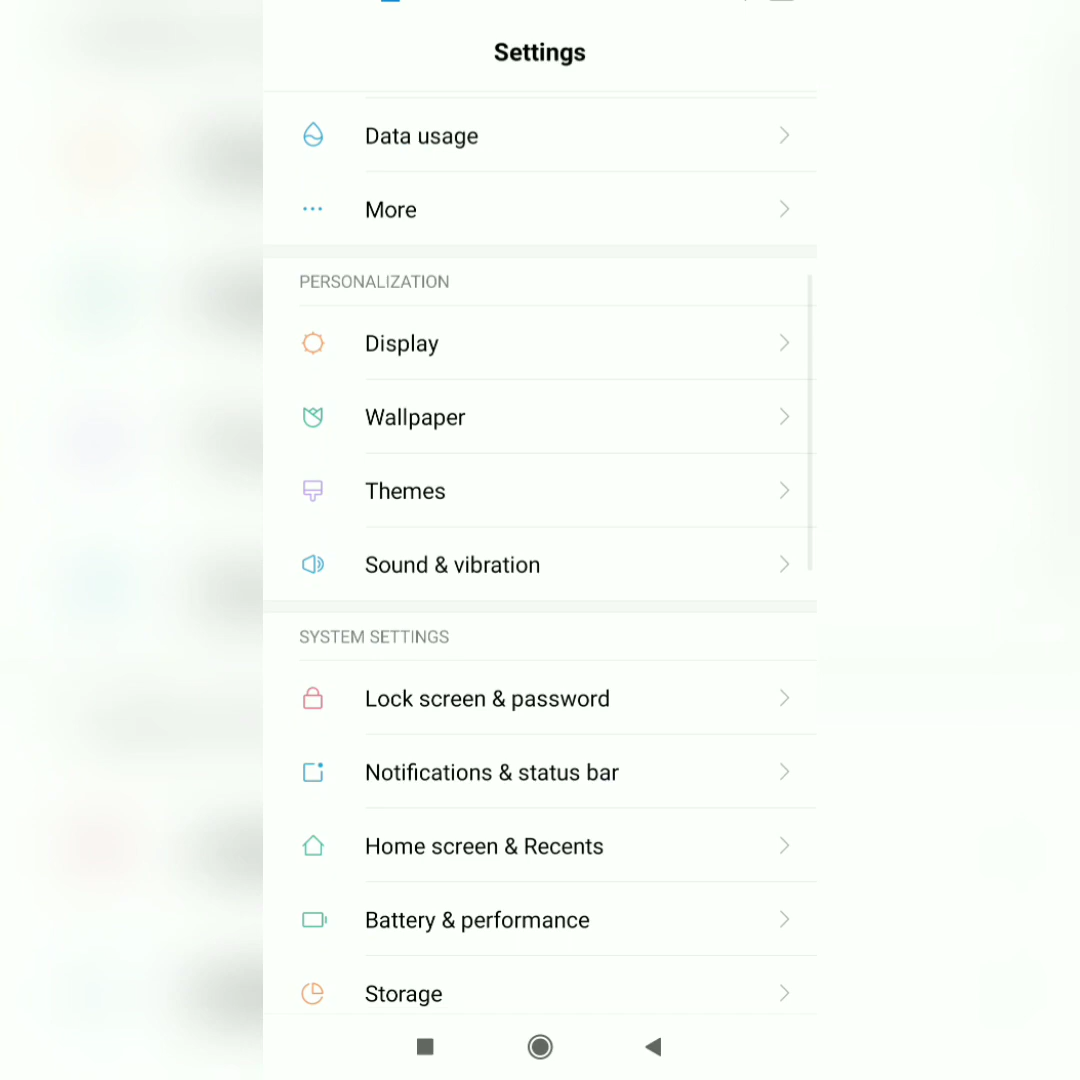 Settings
Data usage
More
PERSONALIZATION
Display
Wallpaper
Themes
Sound & vibration
SYSTEM SETTINGS
Lock screen & password
Notifications & status bar
Home screen & Recents
Battery & performance
Storage